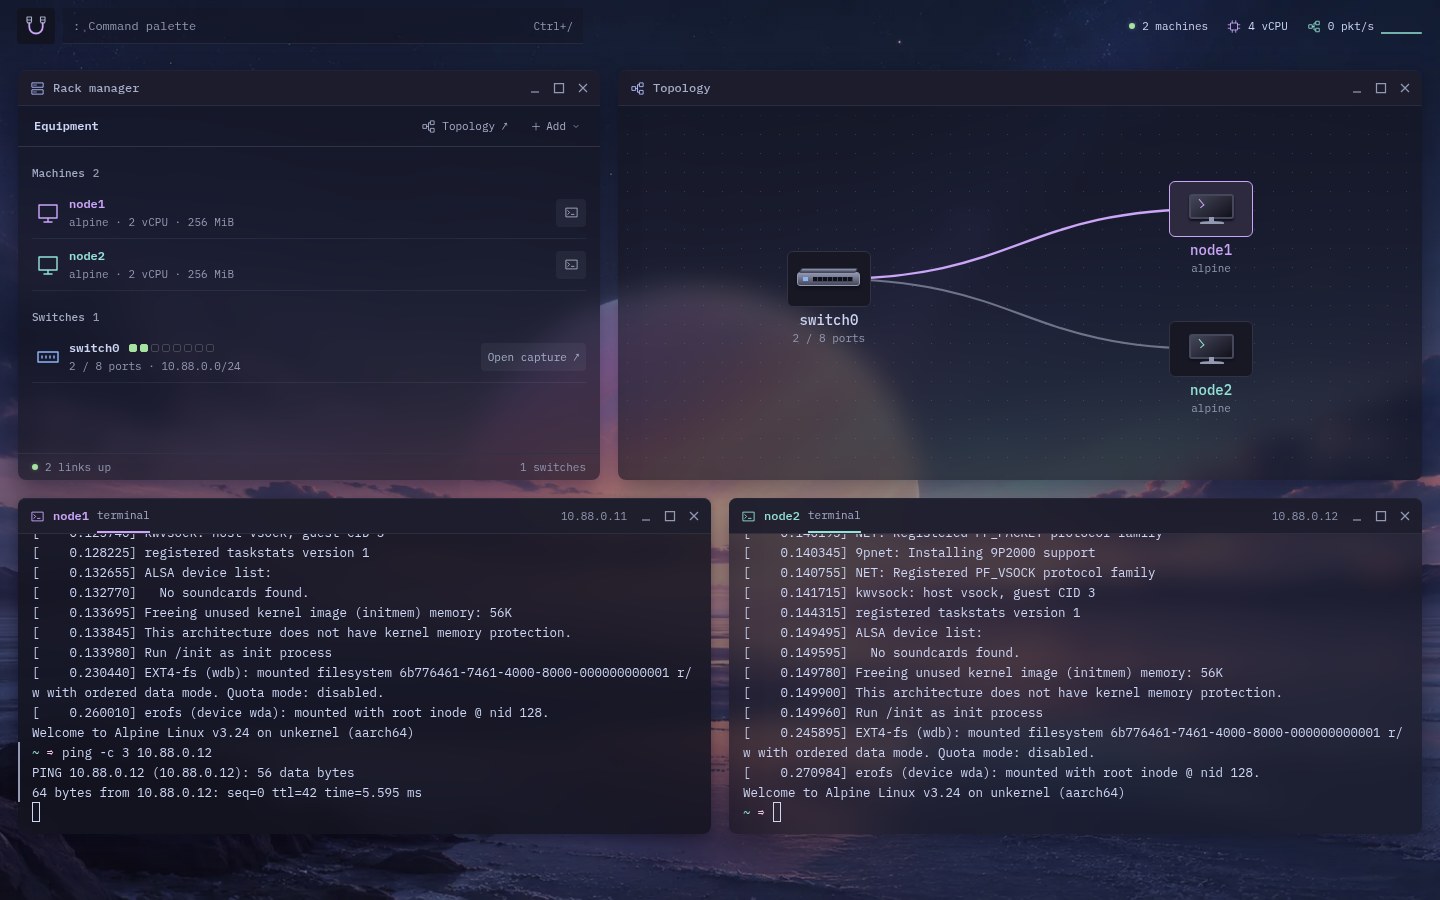 : Command palette Ctrl+/
2 machines 4 vCPU 0 pkt/s
Rack manager
Equipment Topology ↗ + Add
Machines 2
node1
alpine · 2 vCPU · 256 MiB
node2
alpine · 2 vCPU · 256 MiB
Switches 1
switch0
2 / 8 ports · 10.88.0.0/24
Open capture ↗
2 links up 1 switches
Topology
switch0
2 / 8 ports
node1
alpine
node2
alpine
node1 terminal 10.88.0.11
[    0.128225] registered taskstats version 1
[    0.132655] ALSA device list:
[    0.132770]   No soundcards found.
[    0.133695] Freeing unused kernel image (initmem) memory: 56K
[    0.133845] This architecture does not have kernel memory protection.
[    0.133980] Run /init as init process
[    0.230440] EXT4-fs (wdb): mounted filesystem 6b776461-7461-4000-8000-000000000001 r/
w with ordered data mode. Quota mode: disabled.
[    0.260010] erofs (device wda): mounted with root inode @ nid 128.
Welcome to Alpine Linux v3.24 on unkernel (aarch64)
~ ⇒ ping -c 3 10.88.0.12
PING 10.88.0.12 (10.88.0.12): 56 data bytes
64 bytes from 10.88.0.12: seq=0 ttl=42 time=5.595 ms
node2 terminal 10.88.0.12
[    0.140345] 9pnet: Installing 9P2000 support
[    0.140755] NET: Registered PF_VSOCK protocol family
[    0.141715] kwvsock: host vsock, guest CID 3
[    0.144315] registered taskstats version 1
[    0.149495] ALSA device list:
[    0.149595]   No soundcards found.
[    0.149780] Freeing unused kernel image (initmem) memory: 56K
[    0.149900] This architecture does not have kernel memory protection.
[    0.149960] Run /init as init process
[    0.245895] EXT4-fs (wdb): mounted filesystem 6b776461-7461-4000-8000-000000000001 r/
w with ordered data mode. Quota mode: disabled.
[    0.270984] erofs (device wda): mounted with root inode @ nid 128.
Welcome to Alpine Linux v3.24 on unkernel (aarch64)
~ ⇒